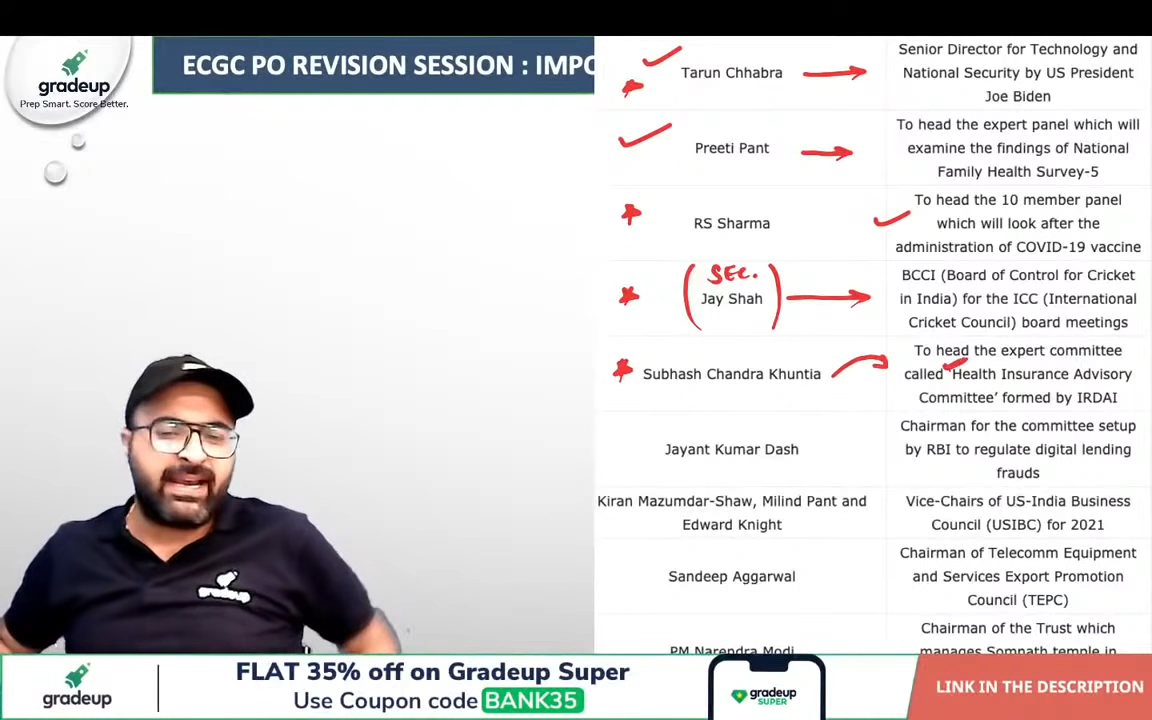 gradeup
Prep Smart. Score Better.
ECGC PO REVISION SESSION : IMPO
Tarun Chhabra
Senior Director for Technology and
National Security by US President
Joe Biden
Preeti Pant
To head the expert panel which will
examine the findings of National
Family Health Survey-5
RS Sharma
To head the 10 member panel
which will look after the
administration of COVID-19 vaccine
SEC.
Jay Shah
BCCI (Board of Control for Cricket
in India) for the ICC (International
Cricket Council) board meetings
Subhash Chandra Khuntia
To head the expert committee
called ‘Health Insurance Advisory
Committee’ formed by IRDAI
Jayant Kumar Dash
Chairman for the committee setup
by RBI to regulate digital lending
frauds
Kiran Mazumdar-Shaw, Milind Pant and
Edward Knight
Vice-Chairs of US-India Business
Council (USIBC) for 2021
Sandeep Aggarwal
Chairman of Telecomm Equipment
and Services Export Promotion
Council (TEPC)
PM Narendra Modi
Chairman of the Trust which
manages Somnath temple in
gradeup
gradeup
FLAT 35% off on Gradeup Super
Use Coupon code BANK35
gradeup
SUPER
LINK IN THE DESCRIPTION